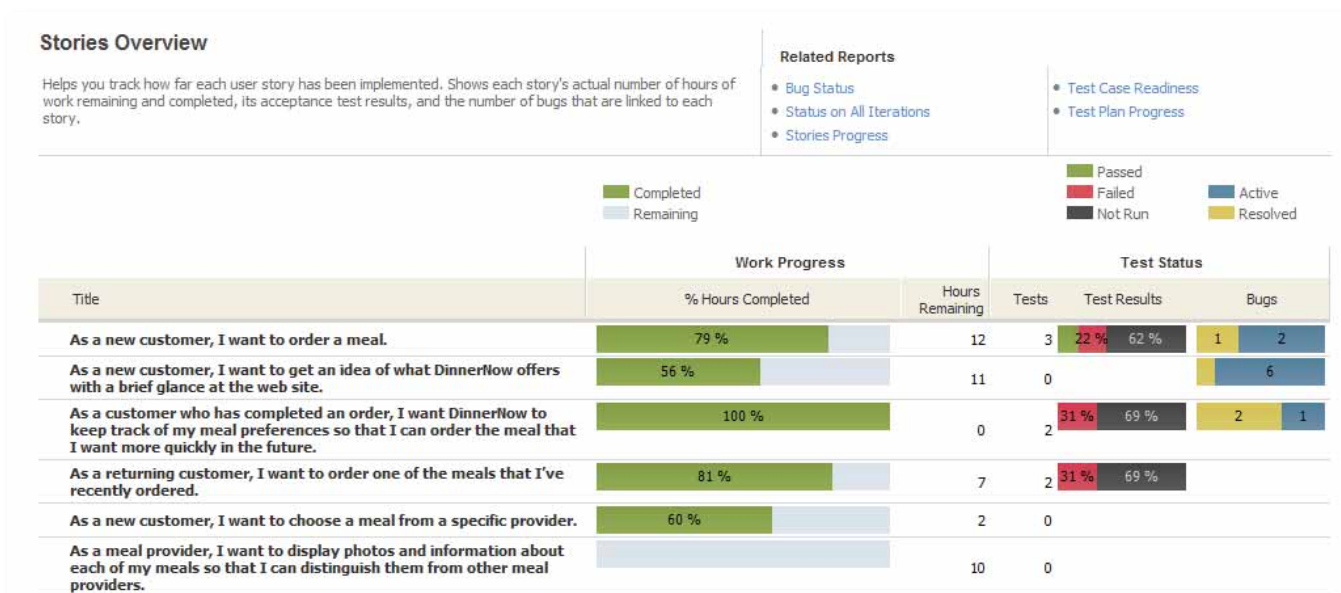 Stories Overview
Helps you track how far each user story has been implemented. Shows each story's actual number of hours of
work remaining and completed, its acceptance test results, and the number of bugs that are linked to each
story.
Related Reports
• Bug Status
• Status on All Iterations
• Stories Progress
• Test Case Readiness
• Test Plan Progress
Completed
Remaining
Passed
Failed
Not Run
Active
Resolved
Work Progress
Test Status
Title
% Hours Completed
Hours
Remaining
Tests
Test Results
Bugs
As a new customer, I want to order a meal.
79 %
12
3
22 %
62 %
1
2
As a new customer, I want to get an idea of what DinnerNow offers
with a brief glance at the web site.
56 %
11
0
6
As a customer who has completed an order, I want DinnerNow to
keep track of my meal preferences so that I can order the meal that
I want more quickly in the future.
100 %
0
2
31 %
69 %
2
1
As a returning customer, I want to order one of the meals that I've
recently ordered.
81 %
7
2
31 %
69 %
As a new customer, I want to choose a meal from a specific provider.
60 %
2
0
As a meal provider, I want to display photos and information about
each of my meals so that I can distinguish them from other meal
providers.
10
0